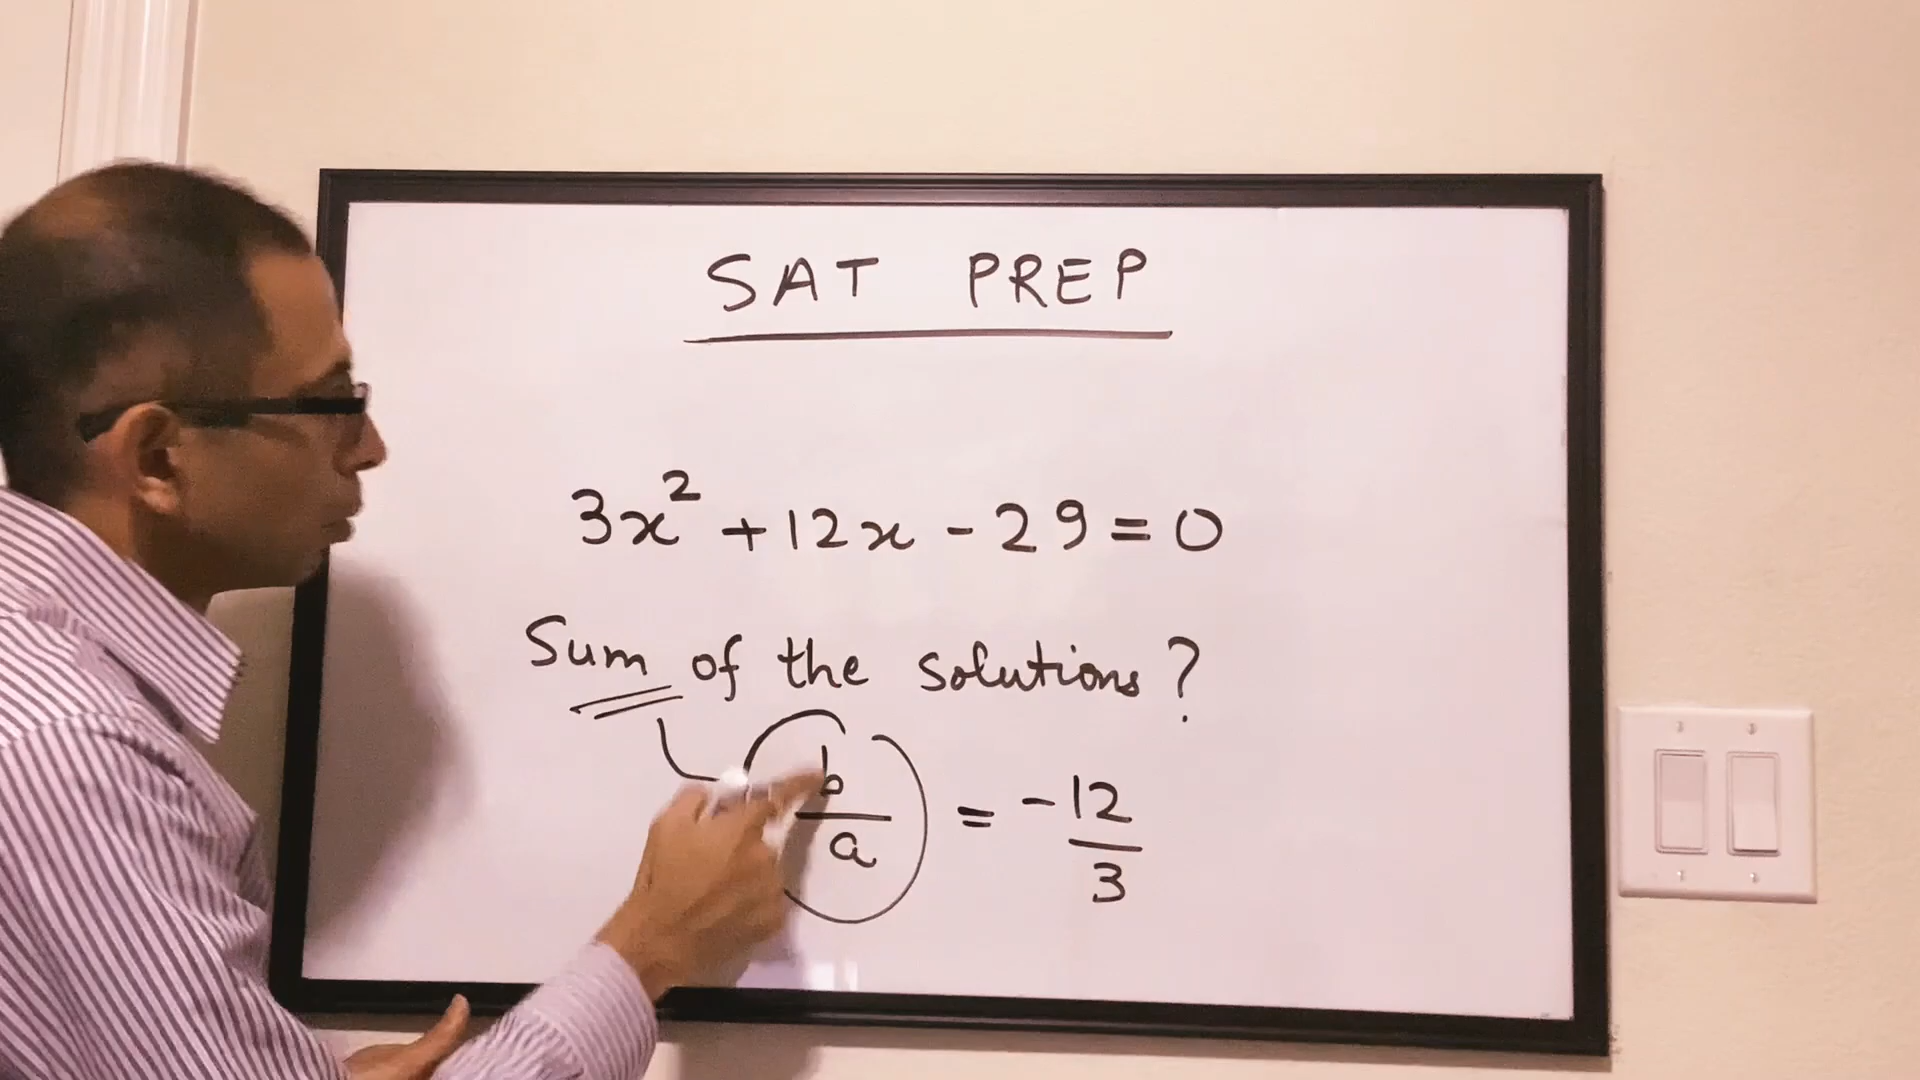 SAT PREP
3x² + 12x - 29 = 0
Sum of the solutions?
b/a = -12/3